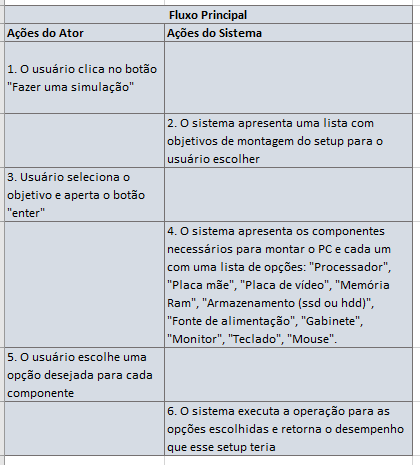 Fluxo Principal
Ações do Ator
Ações do Sistema
1. O usuário clica no botão
"Fazer uma simulação"
2. O sistema apresenta uma lista com
objetivos de montagem do setup para o
usuário escolher
3. Usuário seleciona o
objetivo e aperta o botão
"enter"
4. O sistema apresenta os componentes
necessários para montar o PC e cada um
com uma lista de opções: "Processador",
"Placa mãe", "Placa de vídeo", "Memória
Ram", "Armazenamento (ssd ou hdd)",
"Fonte de alimentação", "Gabinete",
"Monitor", "Teclado", "Mouse".
5. O usuário escolhe uma
opção desejada para cada
componente
6. O sistema executa a operação para as
opções escolhidas e retorna o desempenho
que esse setup teria